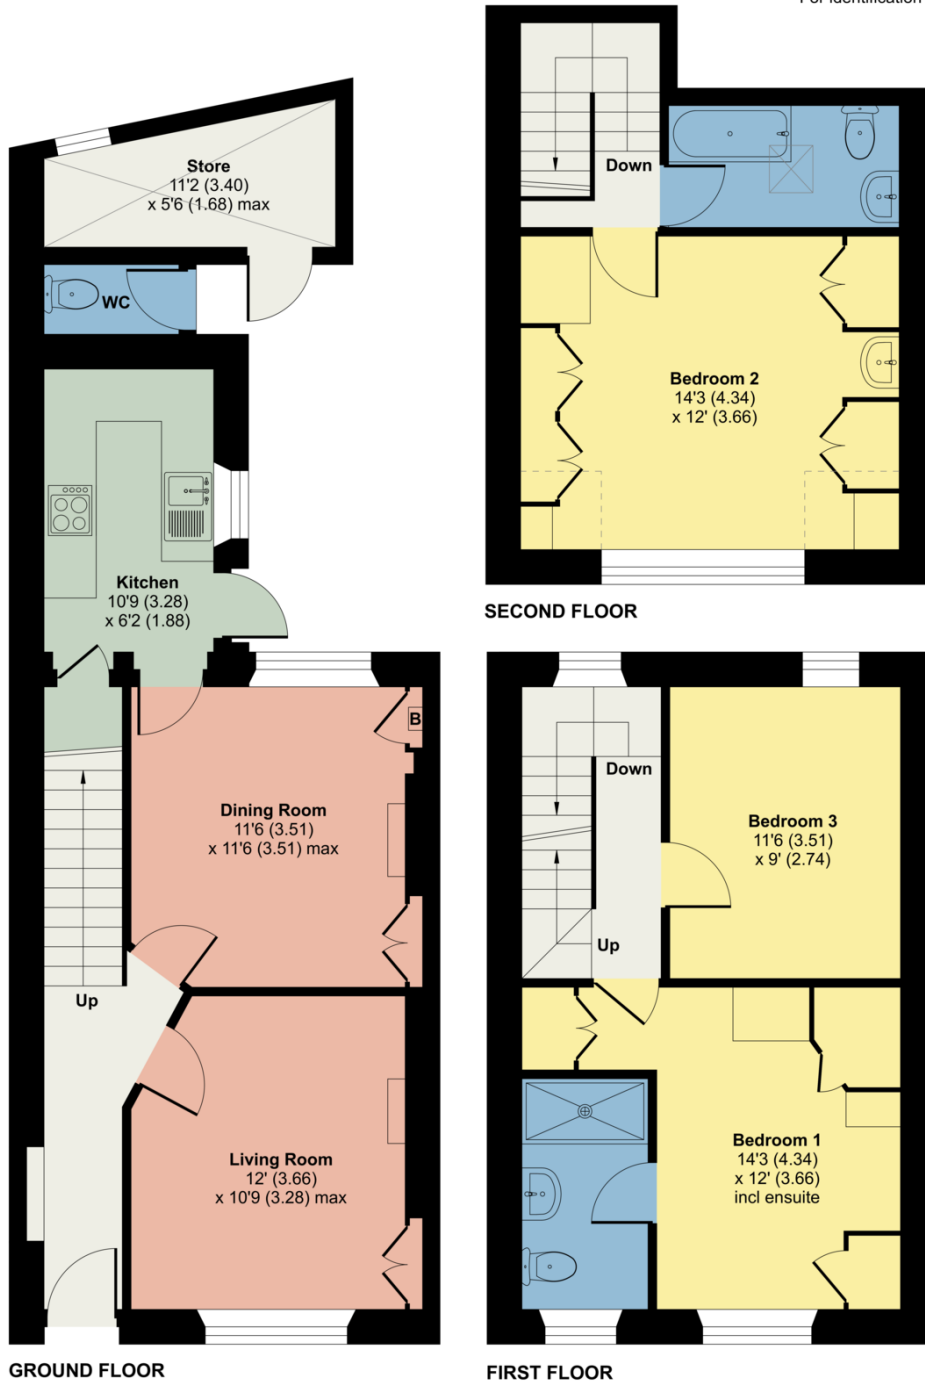 For identification
Store
11'2 (3.40)
x 5'6 (1.68) max
WC
Kitchen
10'9 (3.28)
x 6'2 (1.88)
B
Dining Room
11'6 (3.51)
x 11'6 (3.51) max
Up
Living Room
12' (3.66)
x 10'9 (3.28) max
GROUND FLOOR
Down
Bedroom 2
14'3 (4.34)
x 12' (3.66)
SECOND FLOOR
Down
Bedroom 3
11'6 (3.51)
x 9' (2.74)
Up
Bedroom 1
14'3 (4.34)
x 12' (3.66)
incl ensuite
FIRST FLOOR